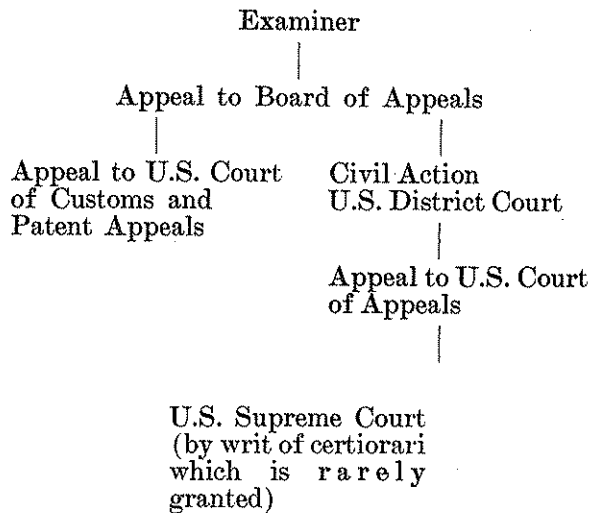 Examiner
Appeal to Board of Appeals
Appeal to U.S. Court
of Customs and
Patent Appeals
Civil Action
U.S. District Court
Appeal to U.S. Court
of Appeals
U.S. Supreme Court
(by writ of certiorari
which is rarely
granted)